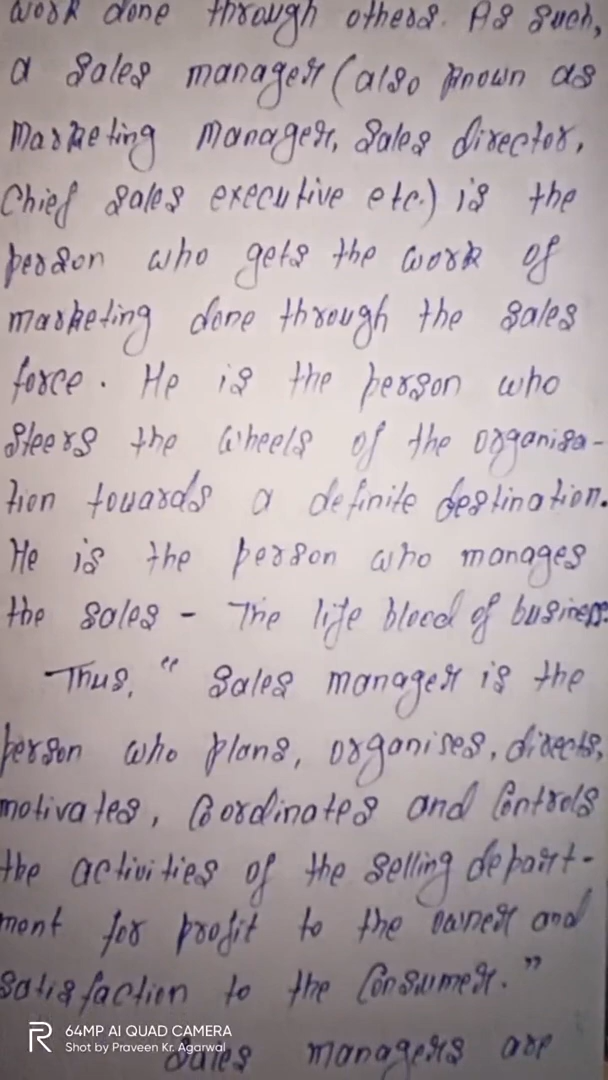 work done through others. As such,
a sales manager (also known as
marketing manager, sales director,
chief sales executive etc.) is the
person who gets the work of
marketing done through the sales
force. He is the person who
steers the wheels of the organisa-
tion towards a definite destination.
He is the person who manages
the sales - The life blood of business.
Thus, "Sales manager is the
person who plans, organises, directs,
motivates, Coordinates and Controls
the activities of the selling depart-
ment for profit to the owner and
satisfaction to the Consumer."
Sales managers are
64MP AI QUAD CAMERA
Shot by Praveen Kr. Agarwal